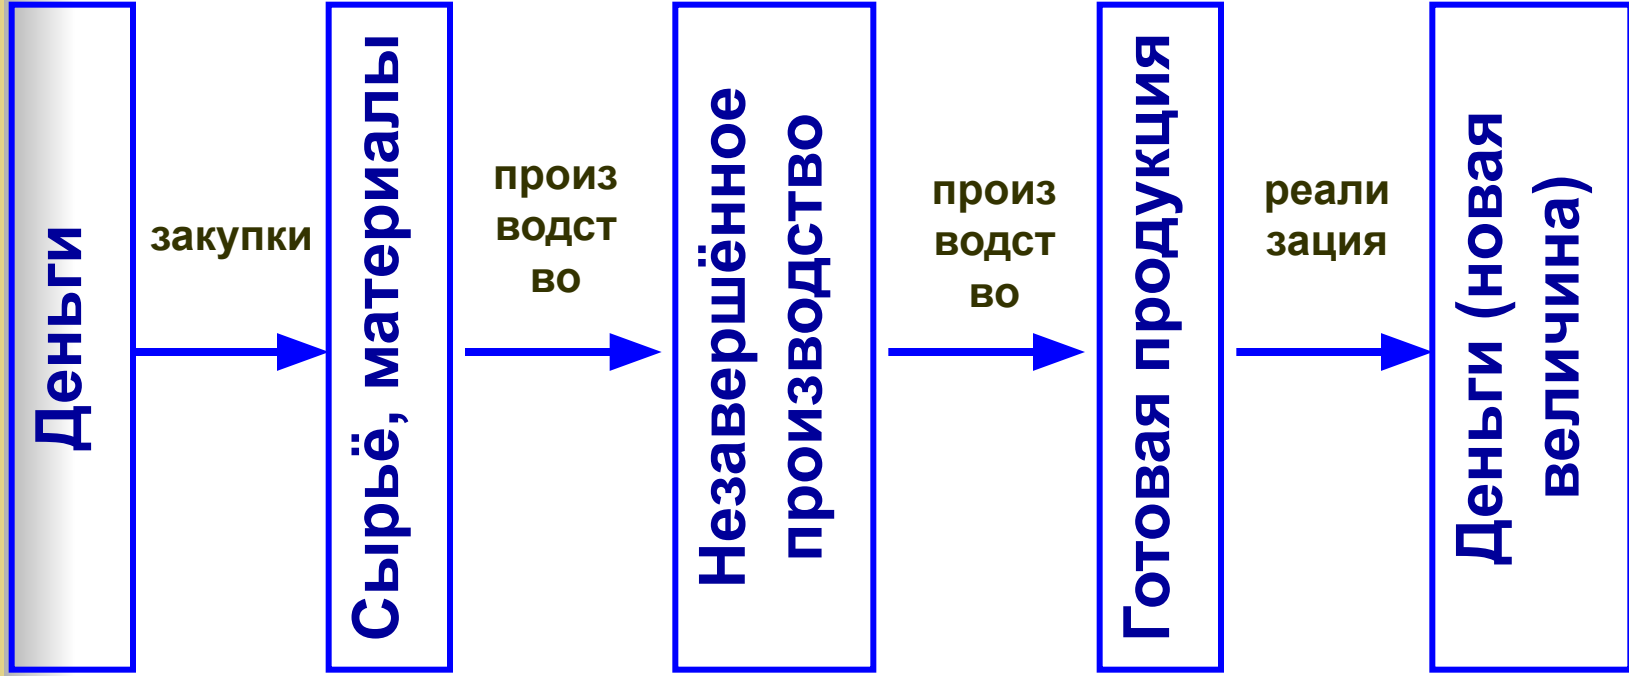 Деньги
закупки
Сырьё, материалы
произ
водст
во
Незавершённое
производство
произ
водст
во
Готовая продукция
реали
зация
Деньги (новая
величина)